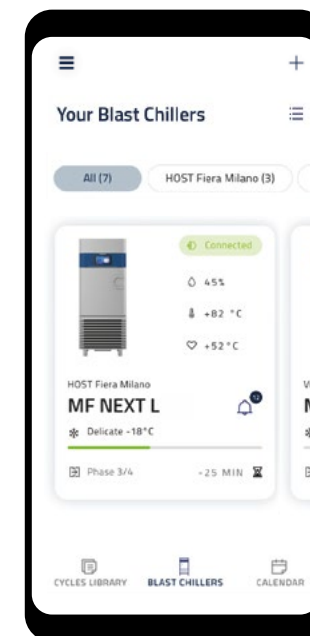 Your Blast Chillers
All (7)
HOST Fiera Milano (3)
Connected
45%
+82 °C
+52°C
HOST Fiera Milano
MF NEXT L
12
Delicate -18°C
Phase 3/4
-25 MIN
CYCLES LIBRARY
BLAST CHILLERS
CALENDAR